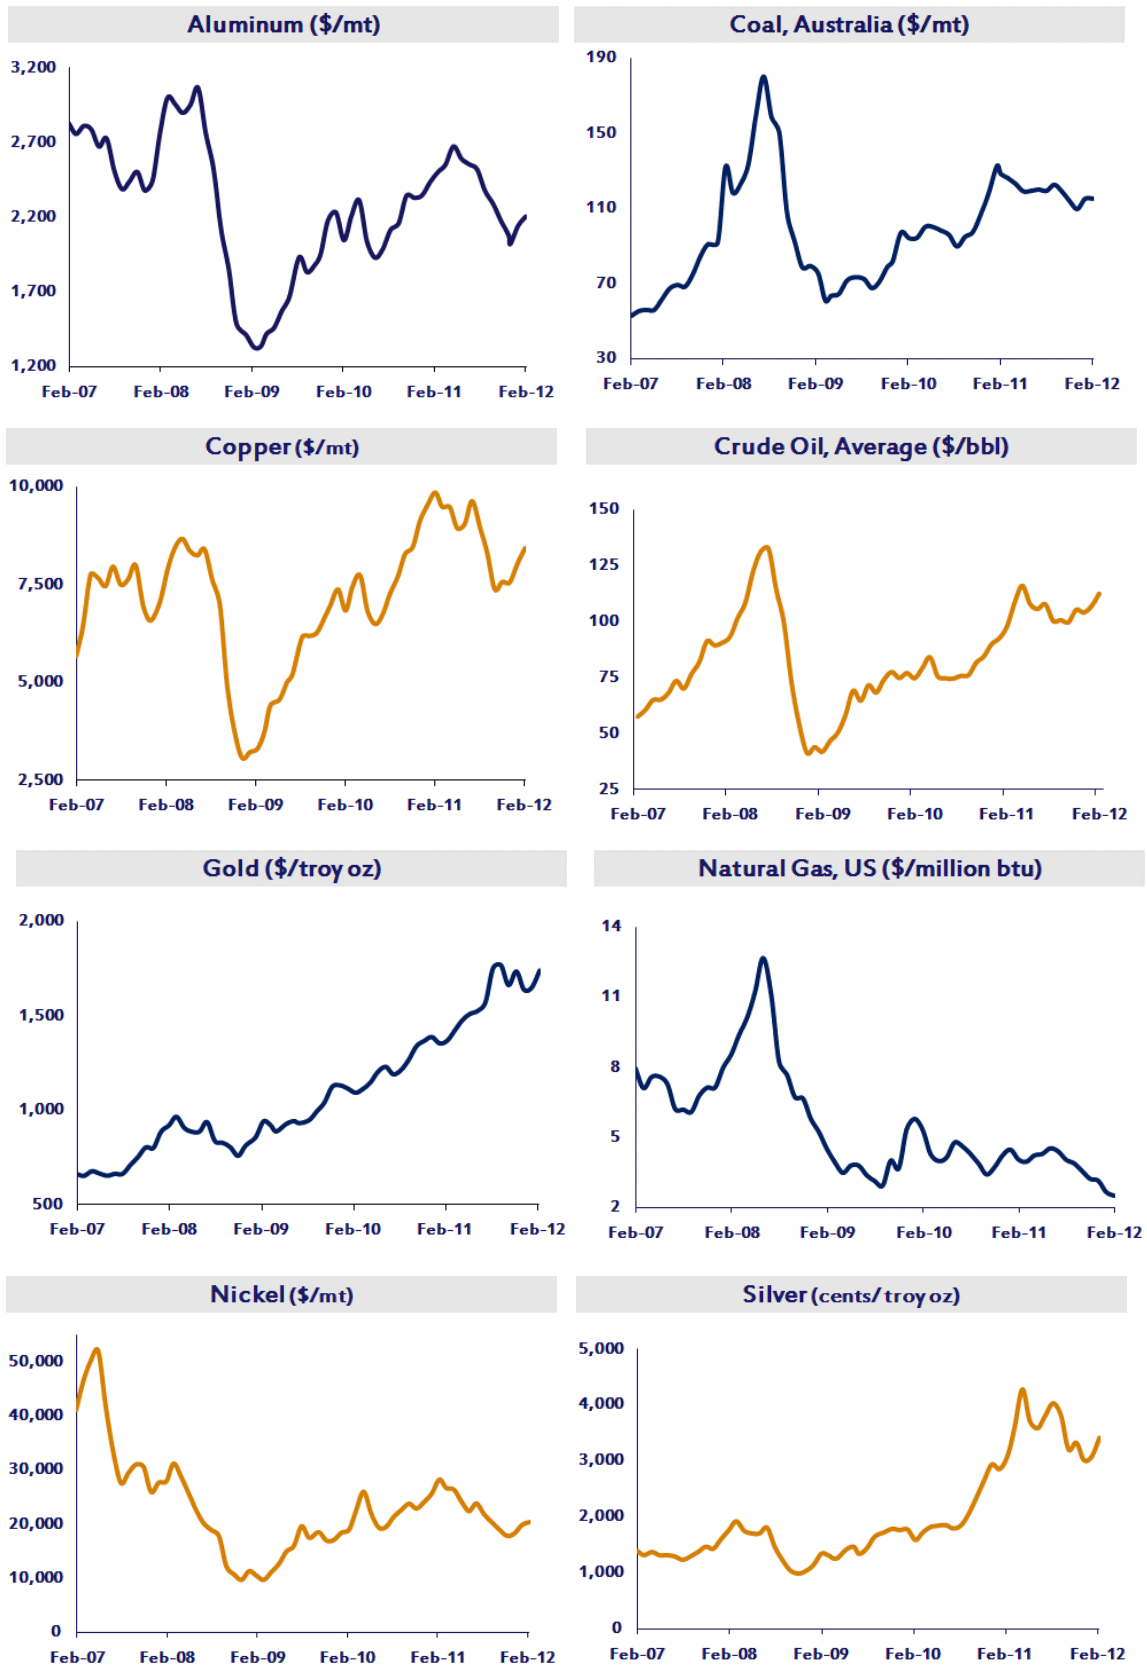 Aluminum ($/mt)
3,200
2,700
2,200
1,700
1,200
Feb-07 Feb-08 Feb-09 Feb-10 Feb-11 Feb-12
Coal, Australia ($/mt)
190
150
110
70
30
Feb-07 Feb-08 Feb-09 Feb-10 Feb-11 Feb-12
Copper ($/mt)
10,000
7,500
5,000
2,500
Feb-07 Feb-08 Feb-09 Feb-10 Feb-11 Feb-12
Crude Oil, Average ($/bbl)
150
125
100
75
50
25
Feb-07 Feb-08 Feb-09 Feb-10 Feb-11 Feb-12
Gold ($/troy oz)
2,000
1,500
1,000
500
Feb-07 Feb-08 Feb-09 Feb-10 Feb-11 Feb-12
Natural Gas, US ($/million btu)
14
11
8
5
2
Feb-07 Feb-08 Feb-09 Feb-10 Feb-11 Feb-12
Nickel ($/mt)
50,000
40,000
30,000
20,000
10,000
0
Feb-07 Feb-08 Feb-09 Feb-10 Feb-11 Feb-12
Silver (cents/troy oz)
5,000
4,000
3,000
2,000
1,000
0
Feb-07 Feb-08 Feb-09 Feb-10 Feb-11 Feb-12